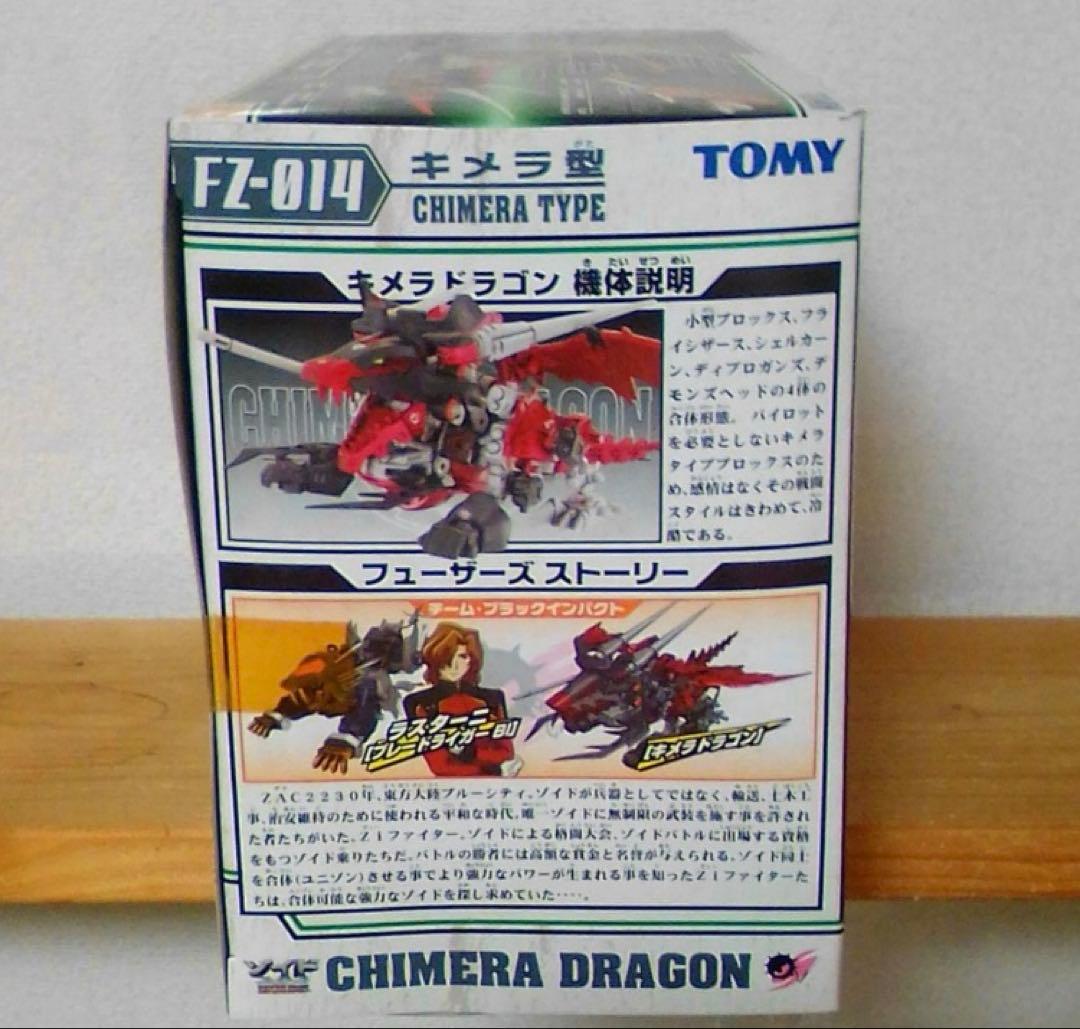 FZ-014
キメラ型
CHIMERA TYPE
TOMY
キメラドラゴン 機体説明
CHIM
AGON
小型ブロックス、フラ
イシザース、シェルカー
ン、ディプロガンズ、デ
モンズヘッドの4体の
合体形態。 パイロット
を必要としないキメラ
タイプブロックスのた
め、感情はなくその戦闘
スタイルはきわめて、冷
酷である。
フューザーズ ストーリー
チーム・ブラックインパクト
ラスターニ
[ブレードライガーBI]
[キメラドラゴン]
ZAC2230年、東方大陸ブルーシティ。ゾイドが兵器としてではなく、輸送、土木工
事、治安維持のために使われる平和な時代。唯一ゾイドに無制限の武装を施す事を許され
た者たちがいた。Ziファイター。ゾイドによる格闘大会、ゾイドバトルに出場する資格
をもつゾイド乗りたちだ。バトルの勝者には高額な賞金と名誉が与えられる。ゾイド同士
を合体(ユニゾン)させる事でより強力なパワーが生まれる事を知ったZiファイターた
ちは、合体可能な強力なゾイドを探し求めていた‥‥。
ゾイド
CHIMERA DRAGON